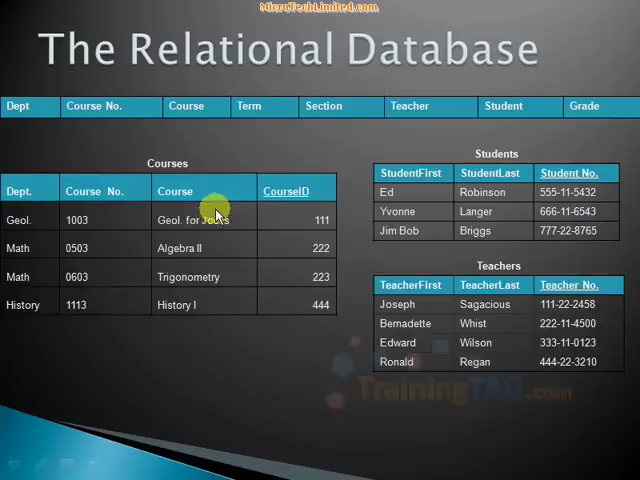 MicroTechLimited.com
The Relational Database
Dept Course No. Course Term Section Teacher Student Grade
Courses
Dept. Course No. Course CourseID
Geol. 1003 Geol. for Jocks 111
Math 0503 Algebra II 222
Math 0603 Trigonometry 223
History 1113 History I 444
Students
StudentFirst StudentLast Student No.
Ed Robinson 555-11-5432
Yvonne Langer 666-11-6543
Jim Bob Briggs 777-22-8765
Teachers
TeacherFirst TeacherLast Teacher No.
Joseph Sagacious 111-22-2458
Bernadette Whist 222-11-4500
Edward Wilson 333-11-0123
Ronald Regan 444-22-3210
TrainingTAG.com